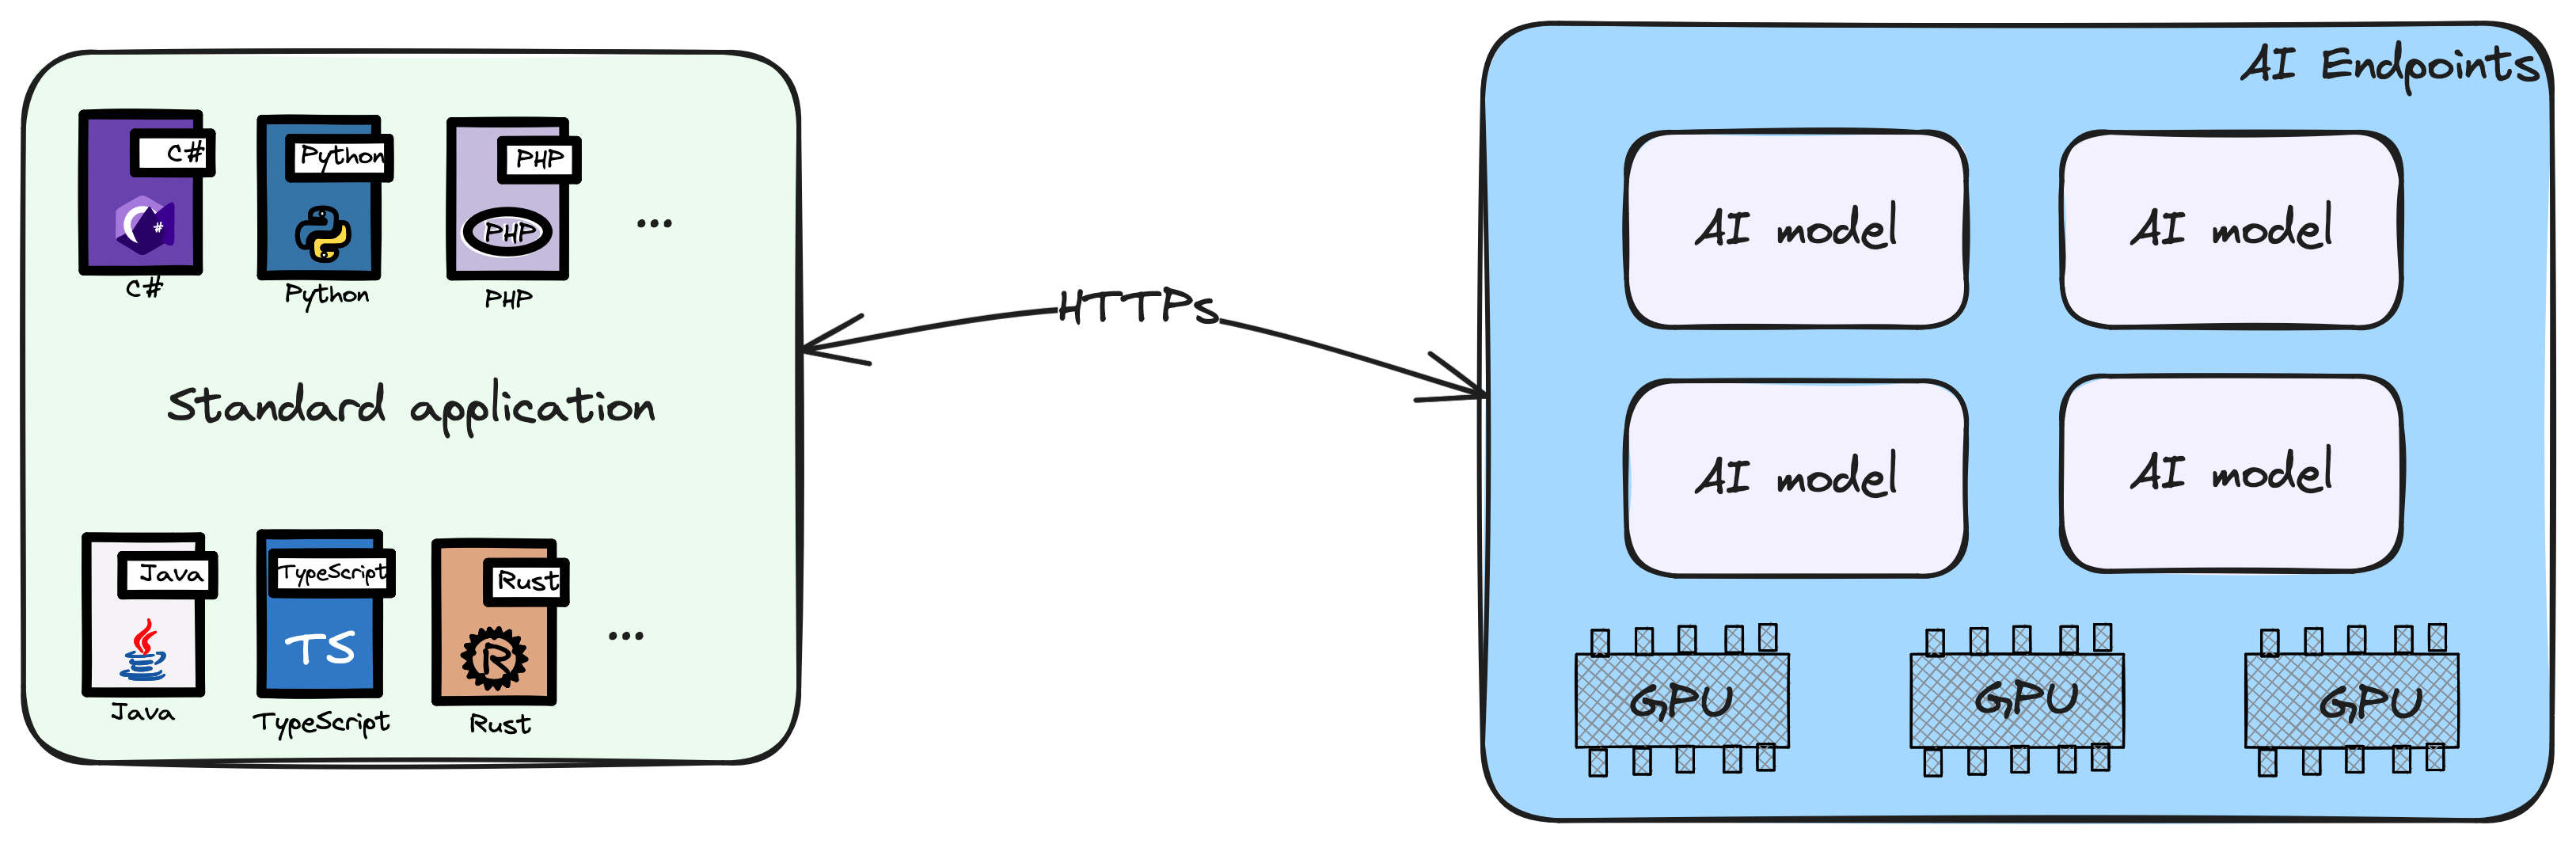 C#
Python
PHP
PHP
C#
Python
PHP
...
Standard application
Java
TypeScript
TS
Rust
R
Java
TypeScript
Rust
...
HTTPs
AI Endpoints
AI model
AI model
AI model
AI model
GPU
GPU
GPU